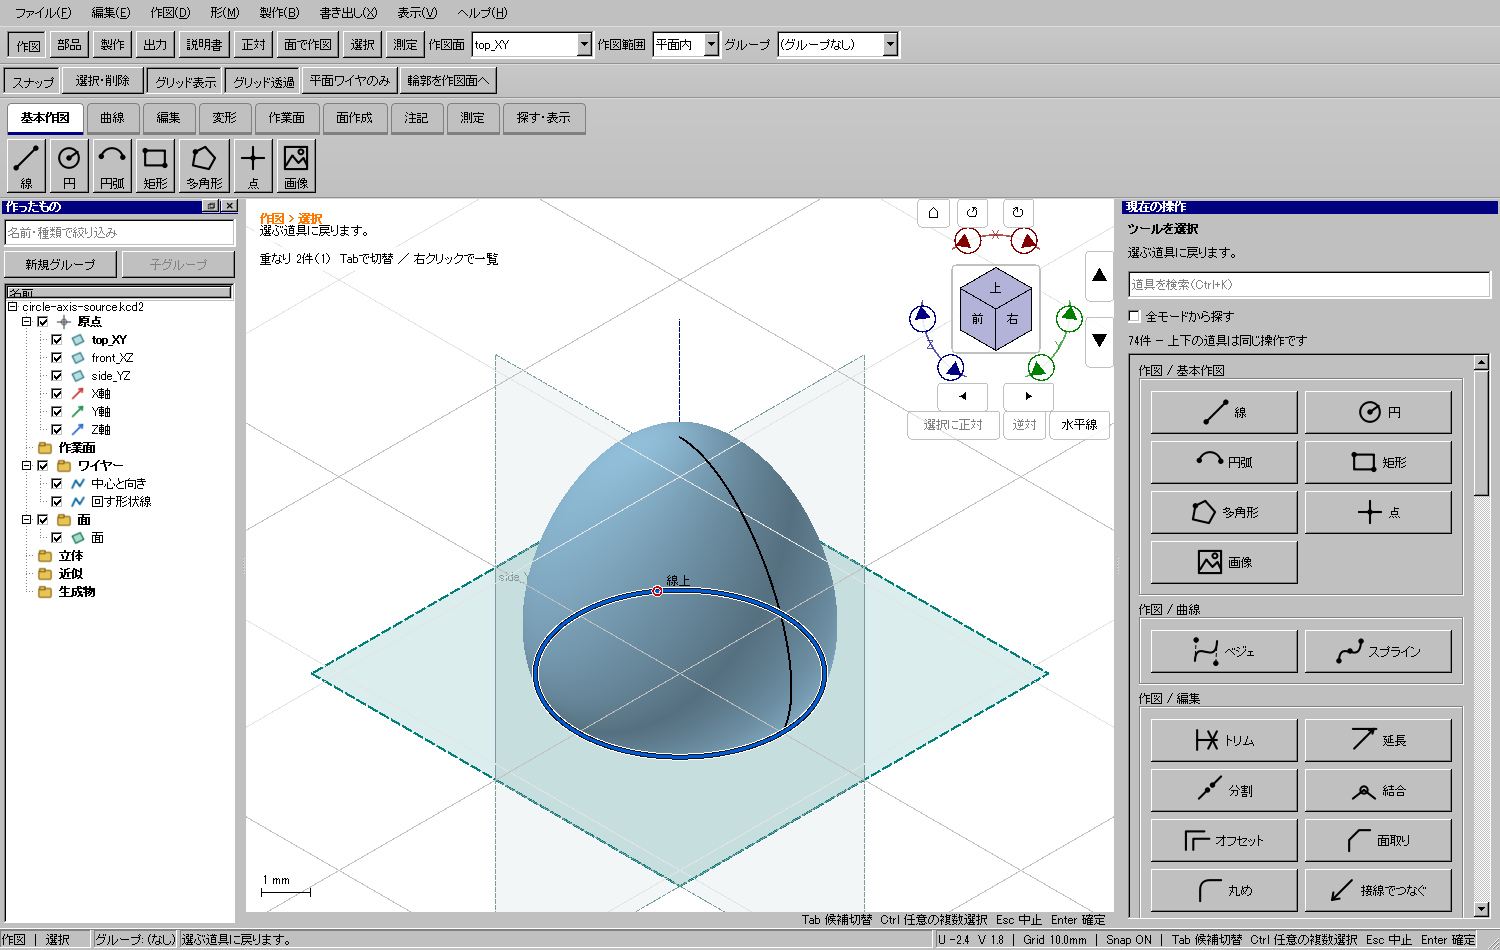 ファイル(F) 編集(E) 作図(D) 形(M) 製作(B) 書き出し(X) 表示(V) ヘルプ(H)
作図 部品 製作 出力 説明書 正対 面で作図 選択 測定 作図面 top_XY 作図範囲 平面内 グループ (グループなし)
スナップ 選択・削除 グリッド表示 グリッド透過 平面ワイヤのみ 輪郭を作図面へ
基本作図 曲線 編集 変形 作業面 面作成 注記 測定 探す・表示
線 円 円弧 矩形 多角形 点 画像
作ったもの
名前・種類で絞り込み
新規グループ 子グループ
名前
circle-axis-source.kcd2
原点
top_XY
front_XZ
side_YZ
X軸
Y軸
Z軸
作業面
ワイヤー
中心と向き
回す形状線
面
面
立体
近似
生成物
作図 > 選択
選ぶ道具に戻ります。
重なり 2件(1) Tabで切替 ／ 右クリックで一覧
X
上
前 右
Z
Y
選択に正対 逆対 水平線
side_Y
線上
1 mm
Tab 候補切替 Ctrl 任意の複数選択 Esc 中止 Enter 確定
現在の操作
ツールを選択
選ぶ道具に戻ります。
道具を検索(Ctrl+K)
全モードから探す
74件 － 上下の道具は同じ操作です
作図 / 基本作図
線 円
円弧 矩形
多角形 点
画像
作図 / 曲線
ベジェ スプライン
作図 / 編集
トリム 延長
分割 結合
オフセット 面取り
丸め 接線でつなぐ
作図 | 選択 グループ: (なし) 選ぶ道具に戻ります。 U -2.4 V 1.8 | Grid 10.0mm | Snap ON | Tab 候補切替 Ctrl 任意の複数選択 Esc 中止 Enter 確定